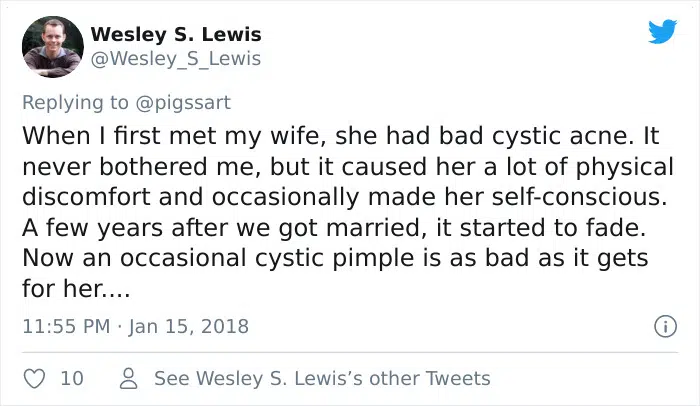 Wesley S. Lewis
@Wesley_S_Lewis
Replying to @pigssart
When I first met my wife, she had bad cystic acne. It
never bothered me, but it caused her a lot of physical
discomfort and occasionally made her self-conscious.
A few years after we got married, it started to fade.
Now an occasional cystic pimple is as bad as it gets
for her....
11:55 PM · Jan 15, 2018
10 See Wesley S. Lewis’s other Tweets